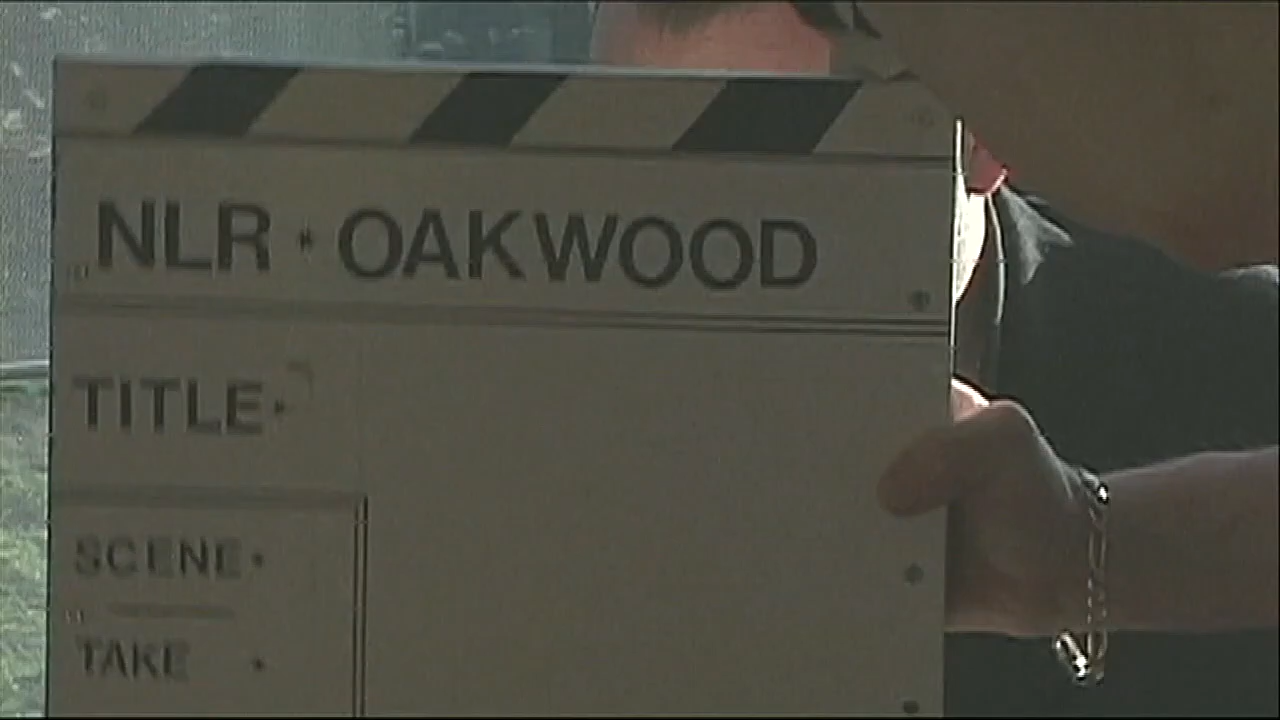 NLR · OAKWOOD
TITLE·
SCENE·
TAKE ·